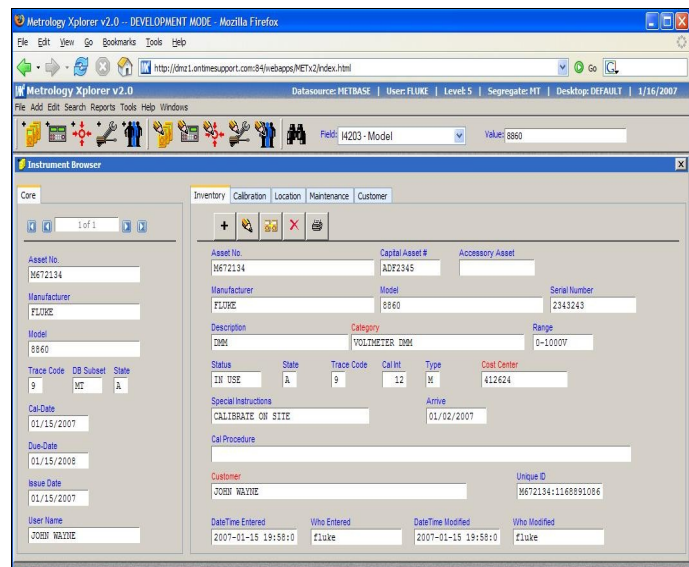 Metrology Xplorer v2.0 -- DEVELOPMENT MODE - Mozilla Firefox
File Edit View Go Bookmarks Tools Help
http://dmz1.ontimesupport.com:84/webapps/METx2/index.html Go
Metrology Xplorer v2.0 Datasource: METBASE | User: FLUKE | Level 5 | Segregate: MT | Desktop: DEFAULT | 1/16/2007
File Add Edit Search Reports Tools Help Windows
Field: I4203 - Model Value: 8860
Instrument Browser
Core
1 of 1
Asset No.
M672134
Manufacturer
FLUKE
Model
8860
Trace Code DB Subset State
9 MT A
Cal-Date
01/15/2007
Due-Date
01/15/2008
Issue Date
01/15/2007
User Name
JOHN WAYNE
Inventory Calibration Location Maintenance Customer
Asset No. Capital Asset # Accessory Asset
M672134 ADF2345
Manufacturer Model Serial Number
FLUKE 8860 2343243
Description Category Range
DMM VOLTMETER DMM 0-1000V
Status State Trace Code Cal Int Type Cost Center
IN USE A 9 12 M 412624
Special Instructions Arrive
CALIBRATE ON SITE 01/02/2007
Cal Procedure
Customer Unique ID
JOHN WAYNE M672134:1168891086
DateTime Entered Who Entered DateTime Modified Who Modified
2007-01-15 19:58:0 fluke 2007-01-15 19:58:0 fluke